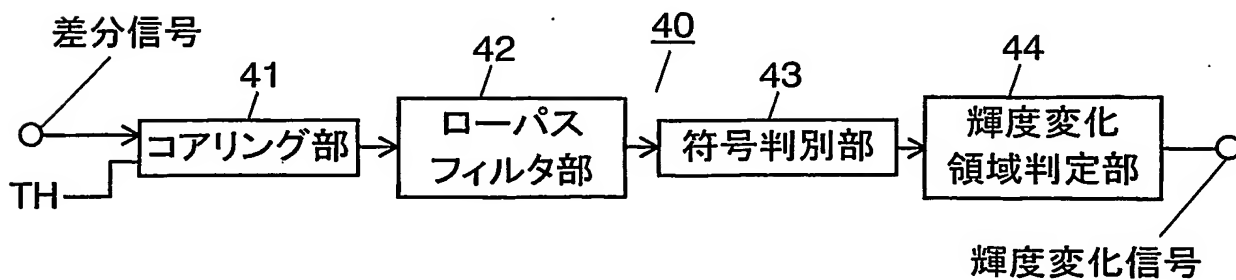 差分信号
40
41
42
43
44
コアリング部
ローパス
フィルタ部
符号判別部
輝度変化
領域判定部
TH
輝度変化信号